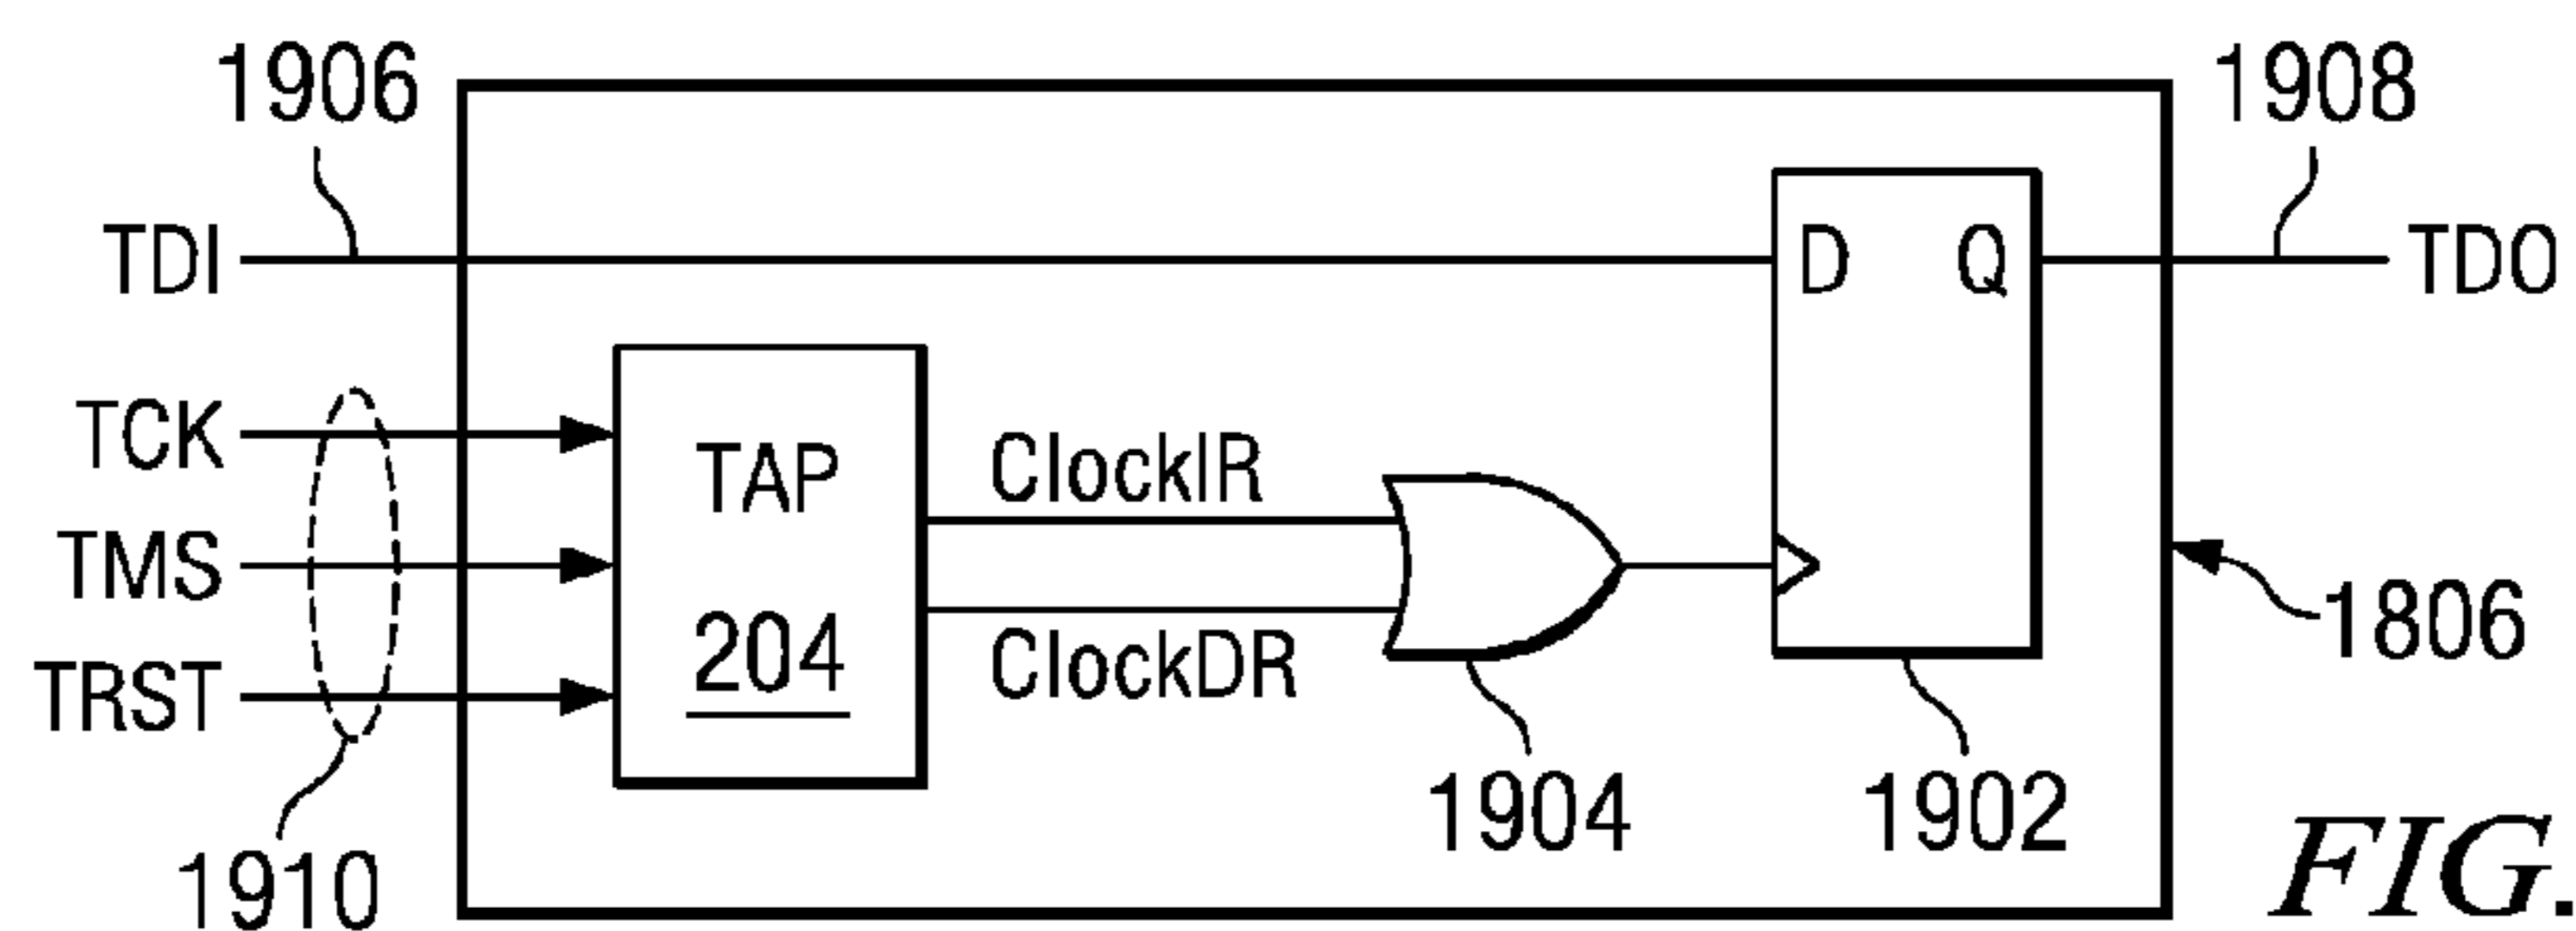 1906
1908
TDI
D
Q
TDO
TCK
TAP
ClockIR
TMS
204
ClockDR
1806
TRST
1904
1902
1910
FIG.